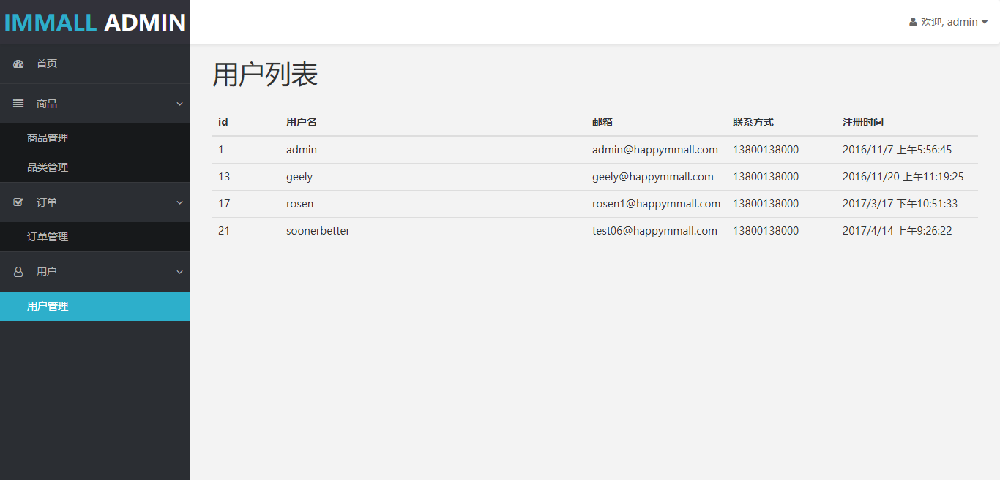 IMMALL ADMIN
欢迎, admin
首页
商品
商品管理
品类管理
订单
订单管理
用户
用户管理
用户列表
id 用户名 邮箱 联系方式 注册时间
1 admin admin@happymmall.com 13800138000 2016/11/7 上午5:56:45
13 geely geely@happymmall.com 13800138000 2016/11/20 上午11:19:25
17 rosen rosen1@happymmall.com 13800138000 2017/3/17 下午10:51:33
21 soonerbetter test06@happymmall.com 13800138000 2017/4/14 上午9:26:22